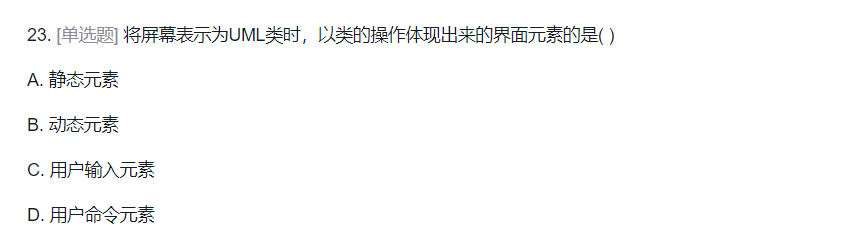 23. [单选题] 将屏幕表示为UML类时，以类的操作体现出来的界面元素的是( )
A. 静态元素
B. 动态元素
C. 用户输入元素
D. 用户命令元素